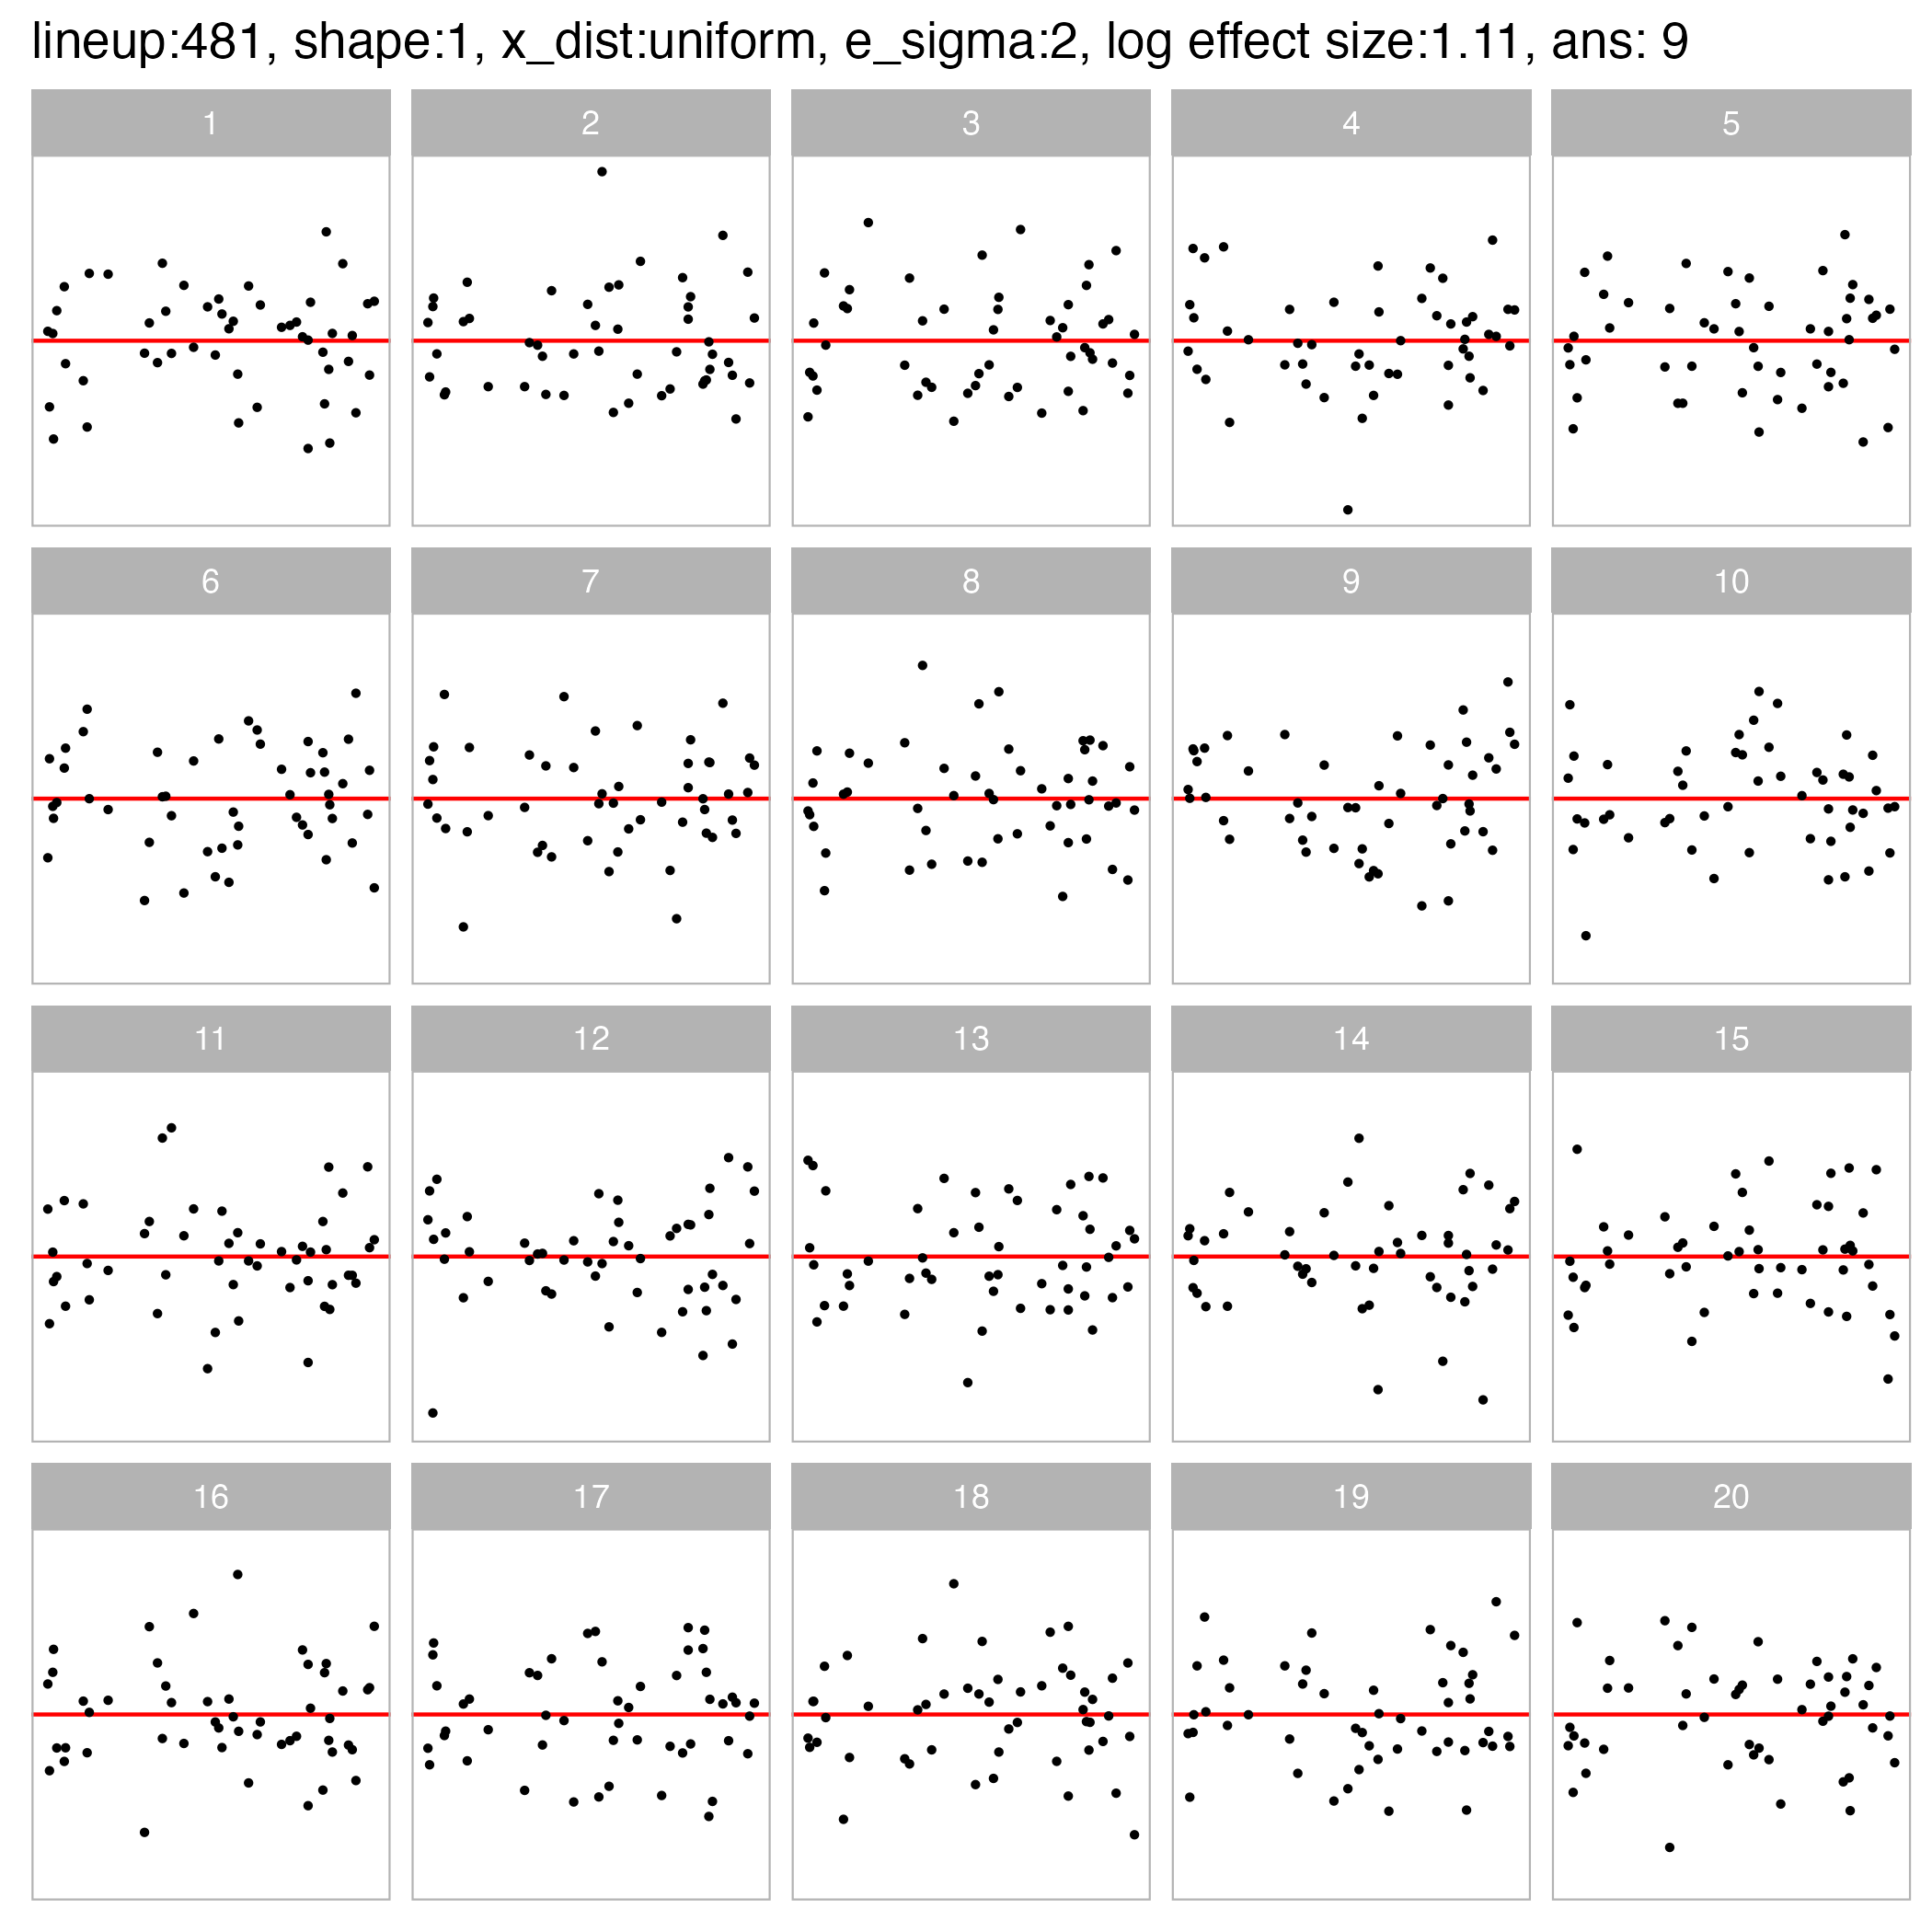 lineup:481, shape:1, x_dist:uniform, e_sigma:2, log effect size:1.11, ans: 9
1 2 3 4 5
6 7 8 9 10
11 12 13 14 15
16 17 18 19 20